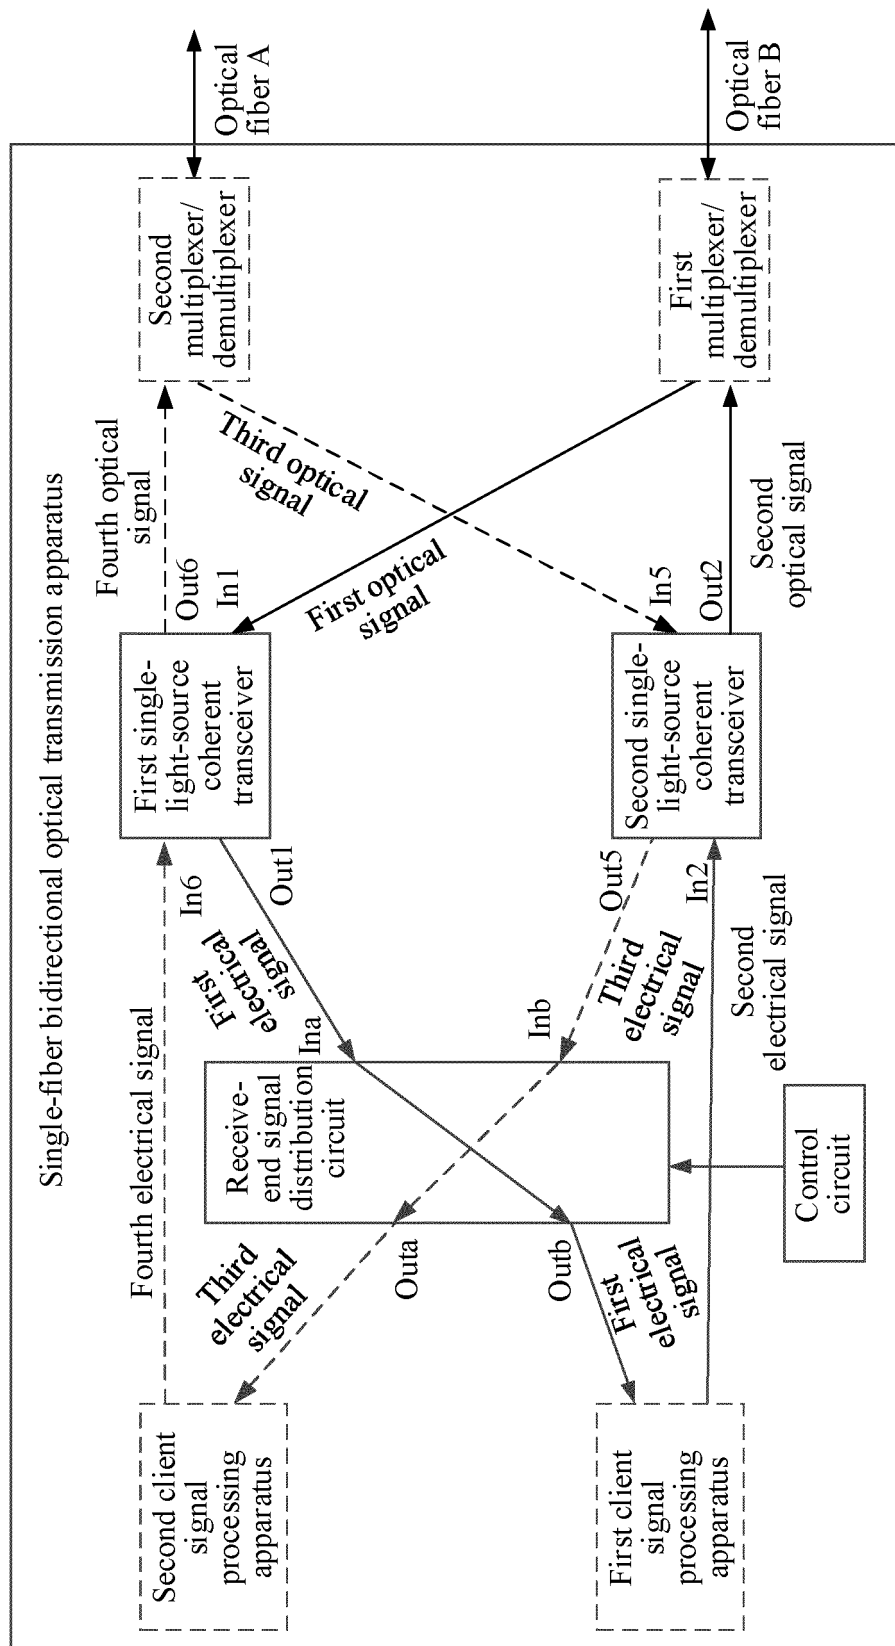 Single-fiber bidirectional optical transmission apparatus
Second client
signal
processing
apparatus
Fourth electrical signal
Third
electrical
signal
Outa
Receive-
end signal
distribution
circuit
Ina
First
electrical
signal
In6
Out1
First single-
light-source
coherent
transceiver
Out6
In1
Fourth optical
signal
Third optical
signal
First optical
signal
Second
multiplexer/
demultiplexer
Optical
fiber A
First client
signal
processing
apparatus
Outb
First
electrical
signal
Inb
Third
electrical
signal
Out5
In2
Second
electrical signal
Control
circuit
Second single-
light-source
coherent
transceiver
In5
Out2
Second
optical signal
First
multiplexer/
demultiplexer
Optical
fiber B